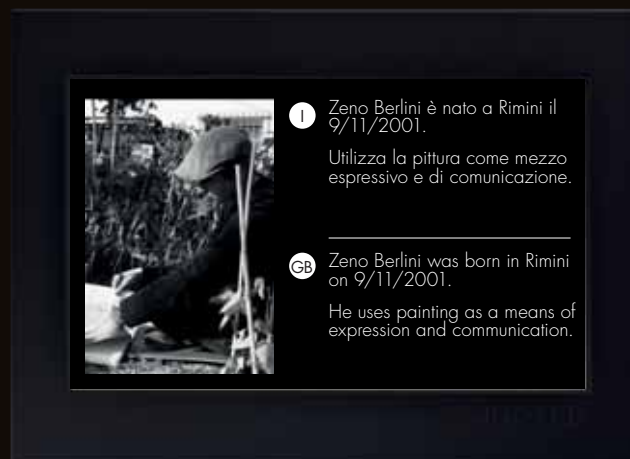 I
Zeno Berlini è nato a Rimini il
9/11/2001.
Utilizza la pittura come mezzo
espressivo e di comunicazione.
GB
Zeno Berlini was born in Rimini
on 9/11/2001.
He uses painting as a means of
expression and communication.